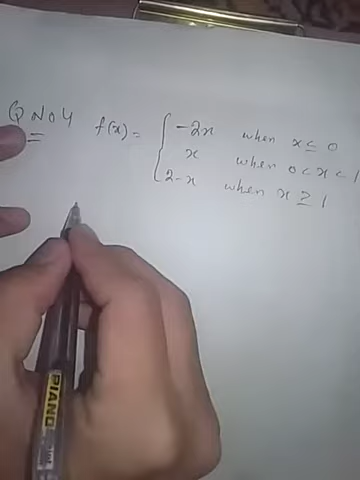 Q NO 4 f(x) = { -2x when x ≤ 0
x when 0 < x < 1
2-x when x ≥ 1
PIANO